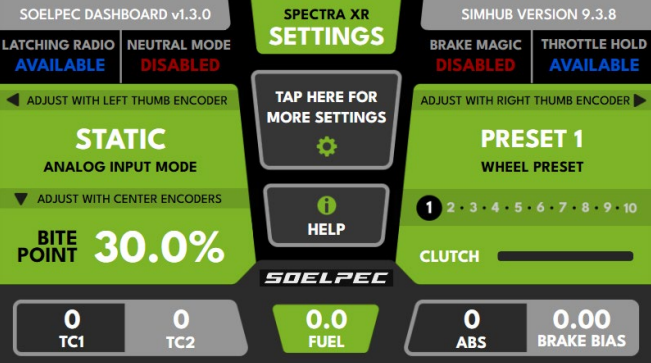 SOELPEC DASHBOARD v1.3.0
SPECTRA XR
SETTINGS
SIMHUB VERSION 9.3.8
LATCHING RADIO
AVAILABLE
NEUTRAL MODE
DISABLED
BRAKE MAGIC
DISABLED
THROTTLE HOLD
AVAILABLE
ADJUST WITH LEFT THUMB ENCODER
STATIC
ANALOG INPUT MODE
ADJUST WITH CENTER ENCODERS
BITE
POINT
30.0%
TAP HERE FOR
MORE SETTINGS
i
HELP
SOELPEC
ADJUST WITH RIGHT THUMB ENCODER
PRESET 1
WHEEL PRESET
1 2 • 3 • 4 • 5 • 6 • 7 • 8 • 9 • 10
CLUTCH
0
TC1
0
TC2
0.0
FUEL
0
ABS
0.00
BRAKE BIAS